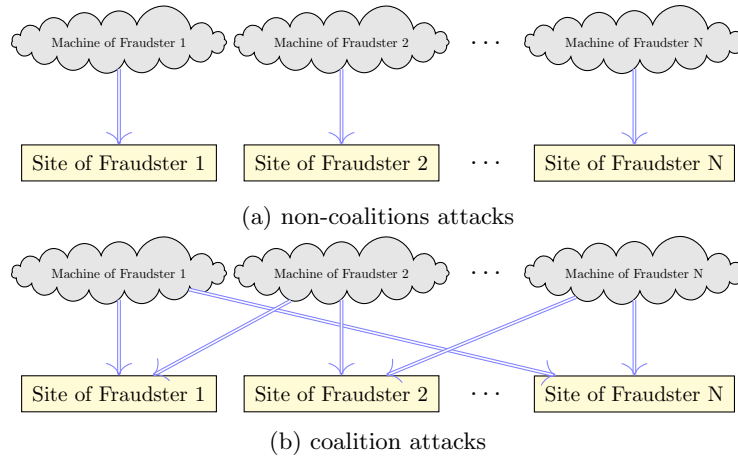 Machine of Fraudster 1 Machine of Fraudster 2 ... Machine of Fraudster N
Site of Fraudster 1 Site of Fraudster 2 ... Site of Fraudster N
(a) non-coalitions attacks
Machine of Fraudster 1 Machine of Fraudster 2 ... Machine of Fraudster N
Site of Fraudster 1 Site of Fraudster 2 ... Site of Fraudster N
(b) coalition attacks